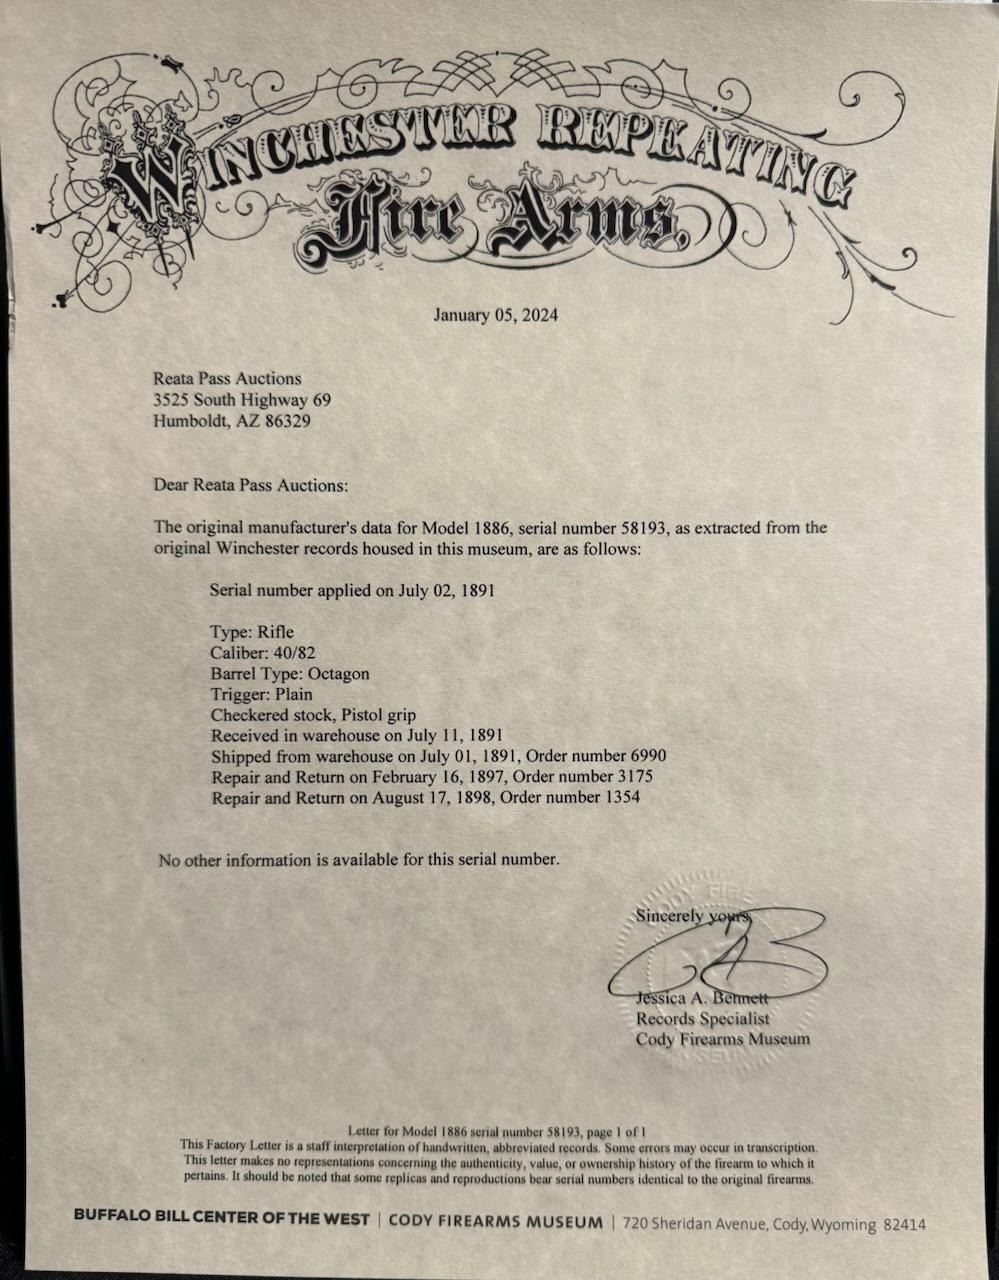 WINCHESTER REPEATING
Fire Arms,
January 05, 2024
Reata Pass Auctions
3525 South Highway 69
Humboldt, AZ 86329
Dear Reata Pass Auctions:
The original manufacturer's data for Model 1886, serial number 58193, as extracted from the
original Winchester records housed in this museum, are as follows:
Serial number applied on July 02, 1891
Type: Rifle
Caliber: 40/82
Barrel Type: Octagon
Trigger: Plain
Checkered stock, Pistol grip
Received in warehouse on July 11, 1891
Shipped from warehouse on July 01, 1891, Order number 6990
Repair and Return on February 16, 1897, Order number 3175
Repair and Return on August 17, 1898, Order number 1354
No other information is available for this serial number.
CODY FIRE
Sincerely yours,
Jessica A. Bennett
Records Specialist
Cody Firearms Museum
Letter for Model 1886 serial number 58193, page 1 of 1
This Factory Letter is a staff interpretation of handwritten, abbreviated records. Some errors may occur in transcription.
This letter makes no representations concerning the authenticity, value, or ownership history of the firearm to which it
pertains. It should be noted that some replicas and reproductions bear serial numbers identical to the original firearms.
BUFFALO BILL CENTER OF THE WEST | CODY FIREARMS MUSEUM | 720 Sheridan Avenue, Cody, Wyoming 82414